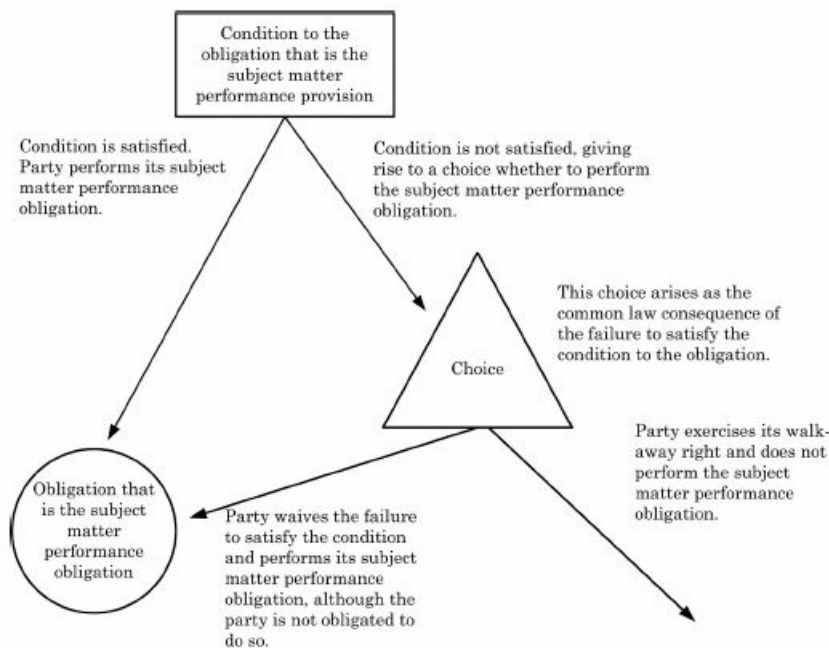 Condition to the
obligation that is the
subject matter
performance provision
Condition is satisfied.
Party performs its subject
matter performance
obligation.
Condition is not satisfied, giving
rise to a choice whether to perform
the subject matter performance
obligation.
This choice arises as the
common law consequence of
the failure to satisfy the
condition to the obligation.
Choice
Party exercises its walk-
away right and does not
perform the subject
matter performance
obligation.
Obligation that
is the subject
matter
performance
obligation
Party waives the failure
to satisfy the condition
and performs its subject
matter performance
obligation, although the
party is not obligated to
do so.